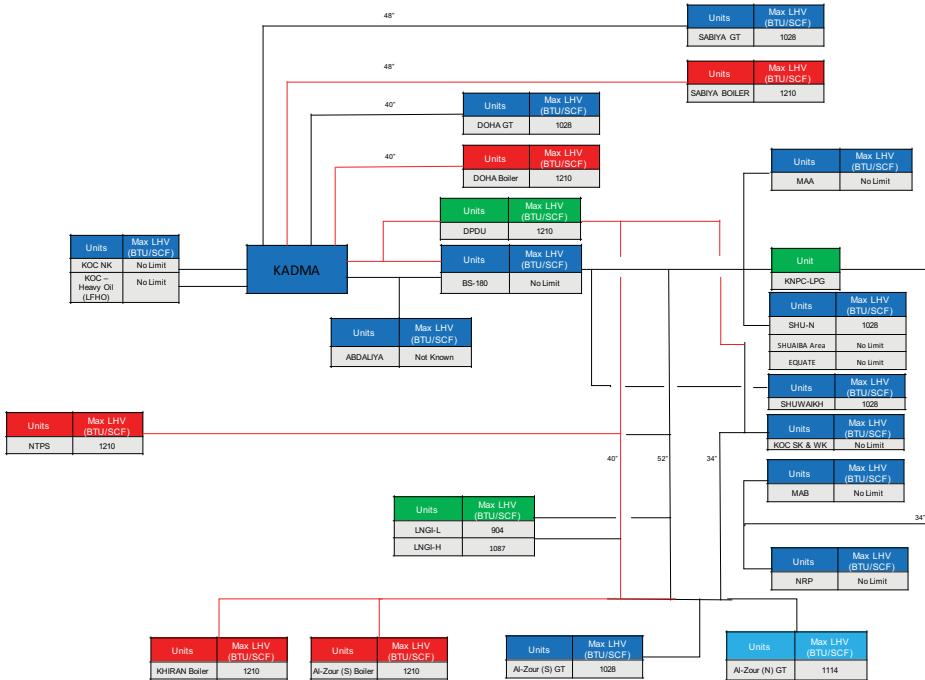 48"
Units Max LHV (BTU/SCF)
SABIYA GT 1028
48"
Units Max LHV (BTU/SCF)
SABIYA BOILER 1210
40"
Units Max LHV (BTU/SCF)
DOHA GT 1028
40"
Units Max LHV (BTU/SCF)
DOHA Boiler 1210
Units Max LHV (BTU/SCF)
MAA No Limit
Units Max LHV (BTU/SCF)
DPDU 1210
Units Max LHV (BTU/SCF)
KOC NK No Limit
KOC – Heavy Oil (LFHO) No Limit
KADMA
Units Max LHV (BTU/SCF)
BS-180 No Limit
Unit
KNPC-LPG
Units Max LHV (BTU/SCF)
SHU-N 1028
SHUAIBA Area No Limit
EQUATE No Limit
Units Max LHV (BTU/SCF)
ABDALIYA Not Known
Units Max LHV (BTU/SCF)
SHUWAIKH 1028
Units Max LHV (BTU/SCF)
NTPS 1210
Units Max LHV (BTU/SCF)
KOC SK & WK No Limit
40"
52"
34"
Units Max LHV (BTU/SCF)
MAB No Limit
Units Max LHV (BTU/SCF)
LNGI-L 904
LNGI-H 1087
34"
Units Max LHV (BTU/SCF)
NRP No Limit
Units Max LHV (BTU/SCF)
KHIRAN Boiler 1210
Units Max LHV (BTU/SCF)
Al-Zour (S) Boiler 1210
Units Max LHV (BTU/SCF)
Al-Zour (S) GT 1028
Units Max LHV (BTU/SCF)
Al-Zour (N) GT 1114